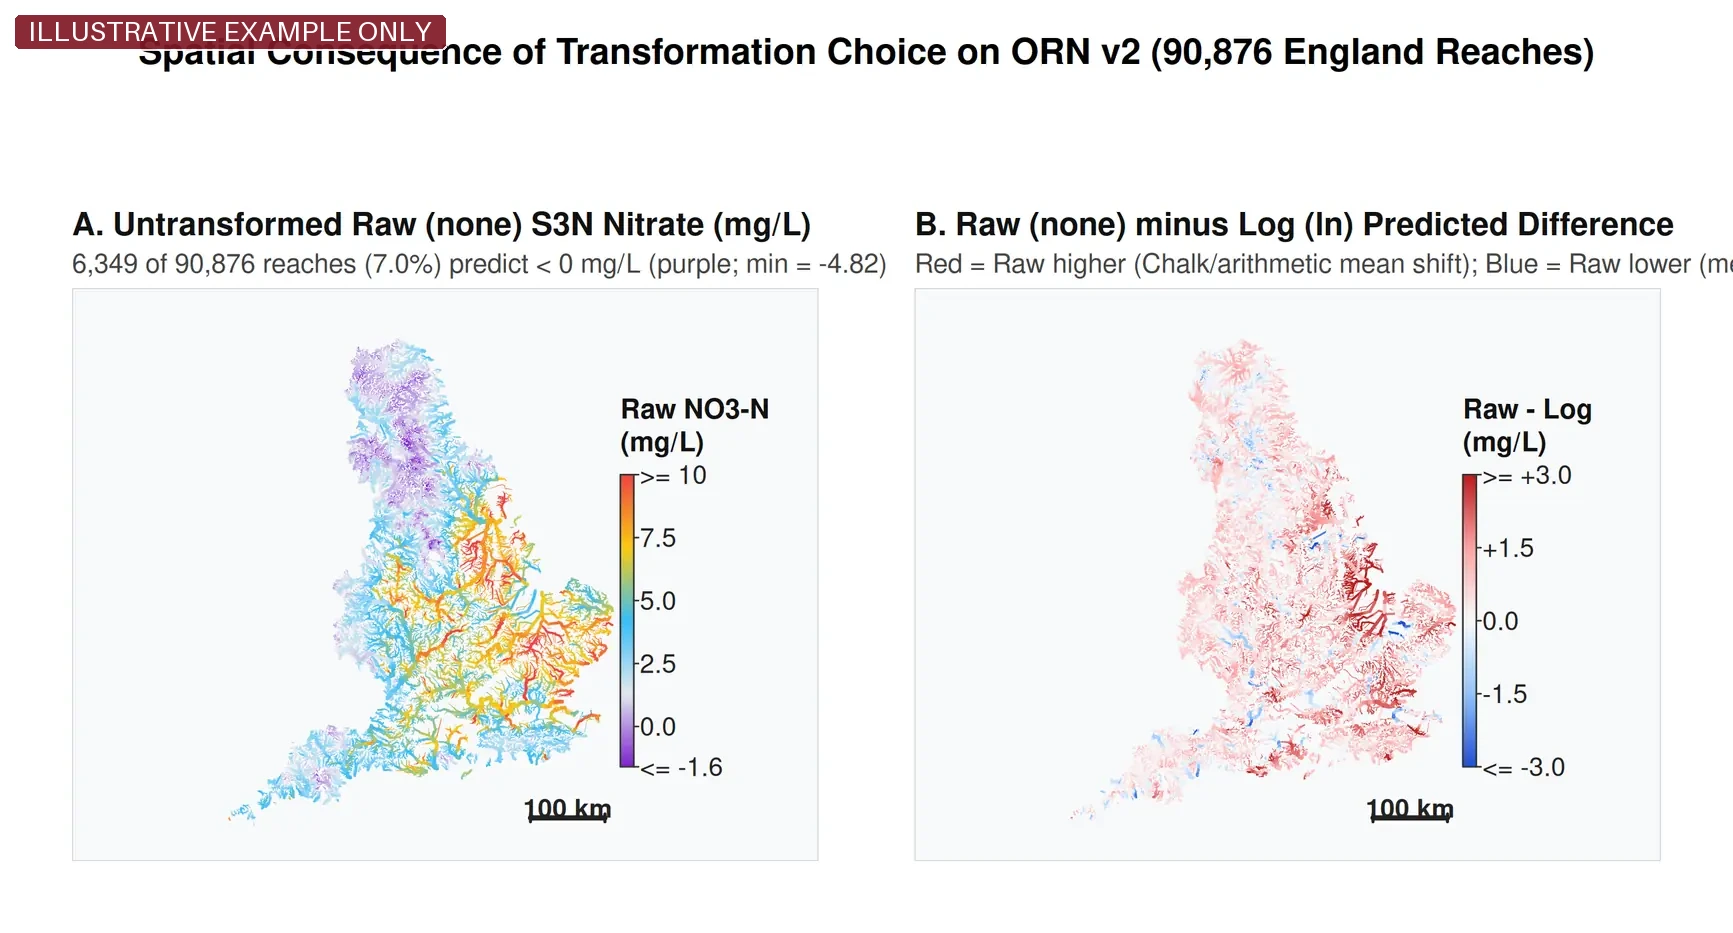 ILLUSTRATIVE EXAMPLE ONLY
Spatial Consequence of Transformation Choice on ORN v2 (90,876 England Reaches)
A. Untransformed Raw (none) S3N Nitrate (mg/L)
6,349 of 90,876 reaches (7.0%) predict < 0 mg/L (purple; min = -4.82)
Raw NO3-N
(mg/L)
>= 10
7.5
5.0
2.5
0.0
<= -1.6
100 km
B. Raw (none) minus Log (ln) Predicted Difference
Red = Raw higher (Chalk/arithmetic mean shift); Blue = Raw lower
Raw - Log
(mg/L)
>= +3.0
+1.5
0.0
-1.5
<= -3.0
100 km